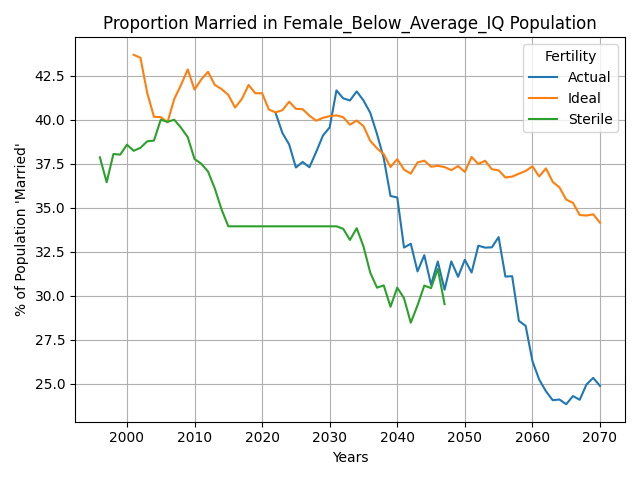 Proportion Married in Female_Below_Average_IQ Population
Fertility
Actual
Ideal
Sterile
% of Population 'Married'
42.5
40.0
37.5
35.0
32.5
30.0
27.5
25.0
2000 2010 2020 2030 2040 2050 2060 2070
Years